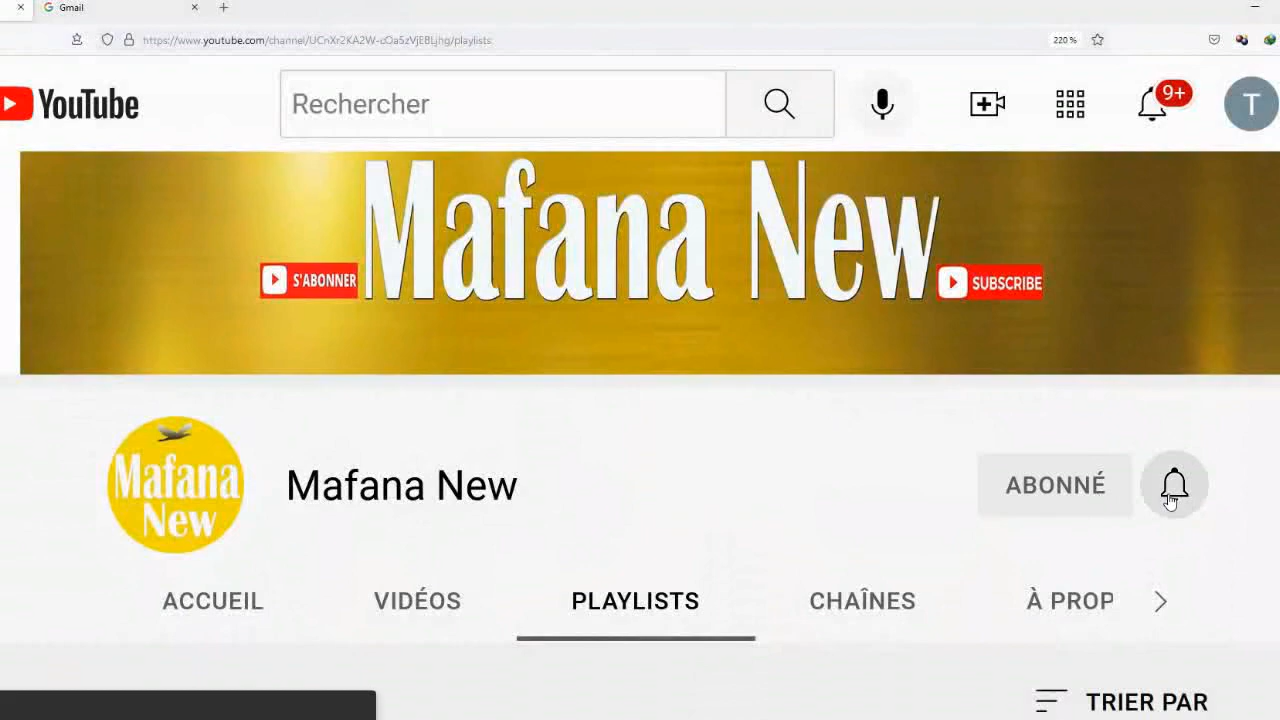 Gmail
https://www.youtube.com/channel/UCnXr2KA2W-cOa5zVjEBLjhg/playlists
220 %
YouTube
Rechercher
9+
T
Mafana New
S'ABONNER
SUBSCRIBE
Mafana
New
Mafana New
ABONNÉ
ACCUEIL
VIDÉOS
PLAYLISTS
CHAÎNES
À PROP
TRIER PAR